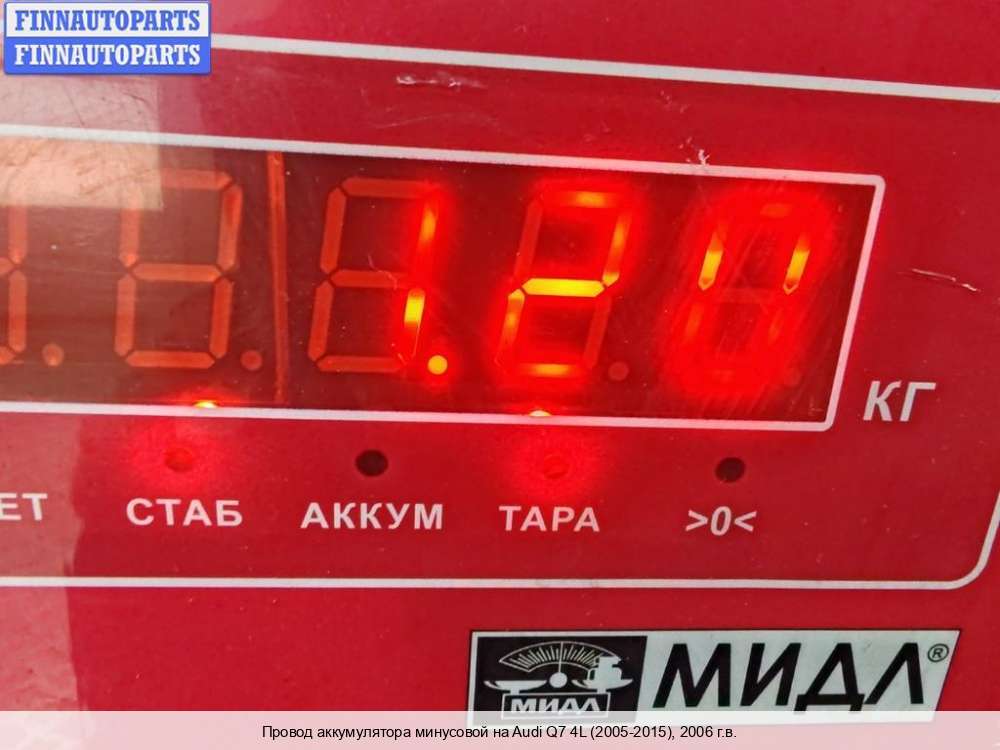 FINNAUTOPARTS
FINNAUTOPARTS
1.2
КГ
ЕТ
СТАБ
АККУМ
ТАРА
>0<
МИДЛ®
МИДЛ
Провод аккумулятора минусовой на Audi Q7 4L (2005-2015), 2006 г.в.